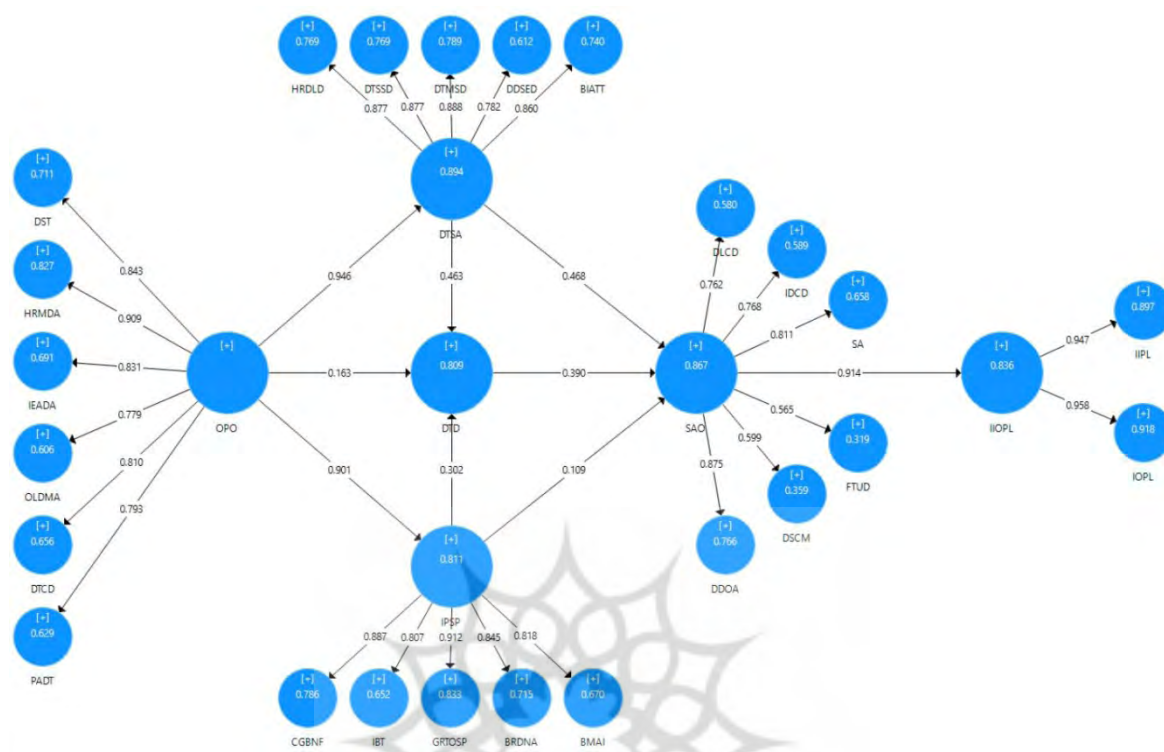 [+] [+] [+] [+] [+]
0.769 0.769 0.789 0.612 0.740
HRDLD DTSSD DTMSD DDSED BIATT
0.877 0.877 0.888 0.782 0.860
[+]
0.894
DTSA
[+]
0.711
DST
0.843
[+]
0.827
HRMDA
0.909
[+]
0.691
IEADA
0.831
[+]
0.606
OLDMA
0.779
[+]
0.656
DTCD
0.810
[+]
0.629
PADT
0.793
[+]
OPO
0.946
0.163
0.901
0.463
0.468
[+]
0.809
DTD
0.390
0.302
0.109
[+]
0.811
IPSP
0.887 0.807 0.912 0.845 0.818
[+] [+] [+] [+] [+]
0.786 0.652 0.833 0.715 0.670
CGBNF IBT GRTOSP BRDNA BMAI
[+]
0.867
SAO
[+]
0.580
DLCD
0.762
[+]
0.589
IDCD
0.768
[+]
0.658
SA
0.811
0.914
[+]
0.319
FTUD
0.565
[+]
0.359
DSCM
0.599
[+]
0.766
DDOA
0.875
[+]
0.836
IIOPL
0.947
[+]
0.897
IIPL
0.958
[+]
0.918
IOPL